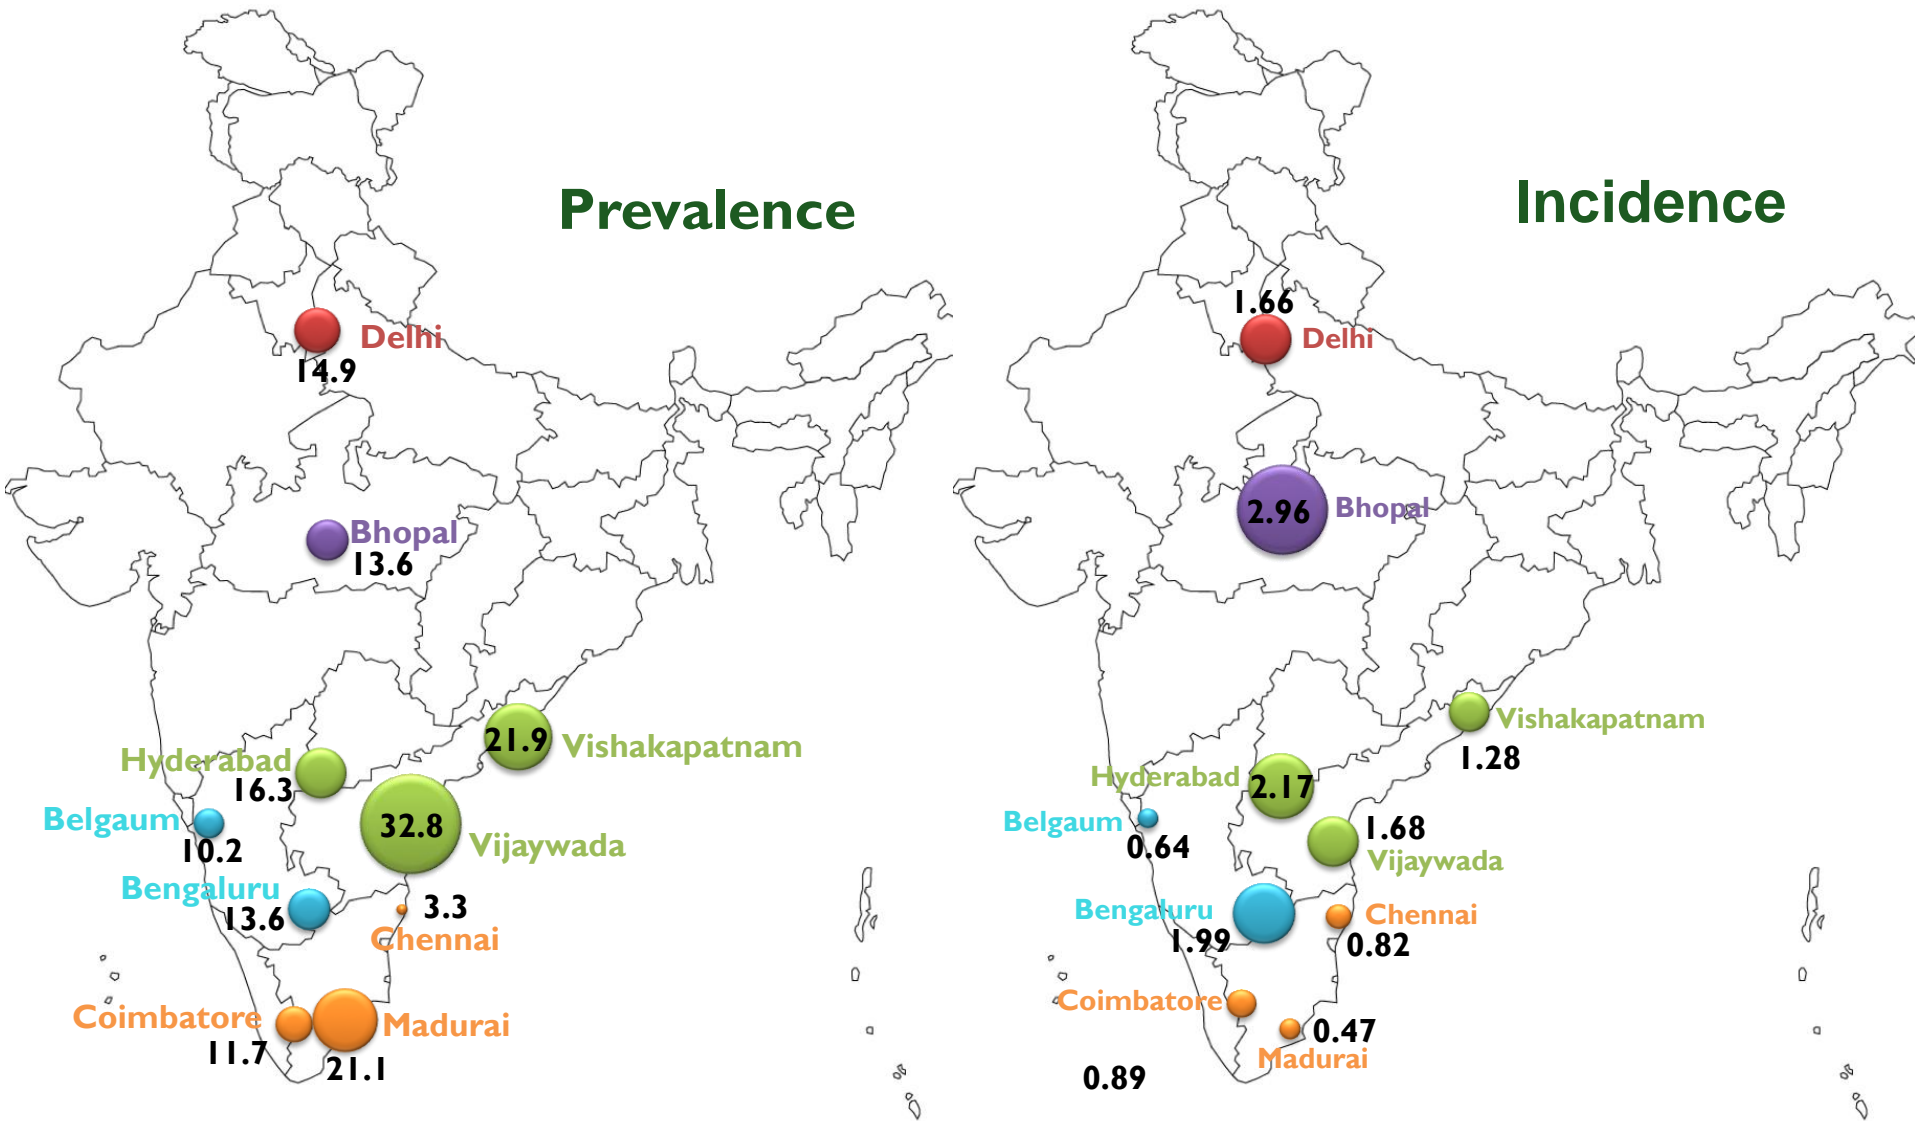 Prevalence
Delhi
14.9
Bhopal
13.6
21.9
Vishakapatnam
Hyderabad
16.3
Belgaum
10.2
32.8
Vijaywada
Bengaluru
13.6
3.3
Chennai
Coimbatore
11.7
Madurai
21.1
Incidence
1.66
Delhi
2.96
Bhopal
Vishakapatnam
1.28
Hyderabad
2.17
Belgaum
0.64
1.68
Vijaywada
Bengaluru
1.99
Chennai
0.82
Coimbatore
0.47
Madurai
0.89